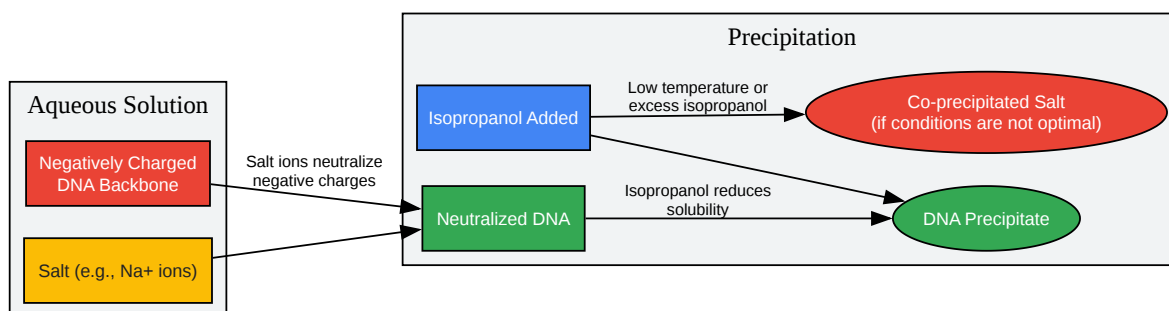 Aqueous Solution
Negatively Charged
DNA Backbone
Salt (e.g., Na+ ions)
Salt ions neutralize
negative charges
Precipitation
Isopropanol Added
Low temperature or
excess isopropanol
Co-precipitated Salt
(if conditions are not optimal)
Neutralized DNA
Isopropanol reduces
solubility
DNA Precipitate